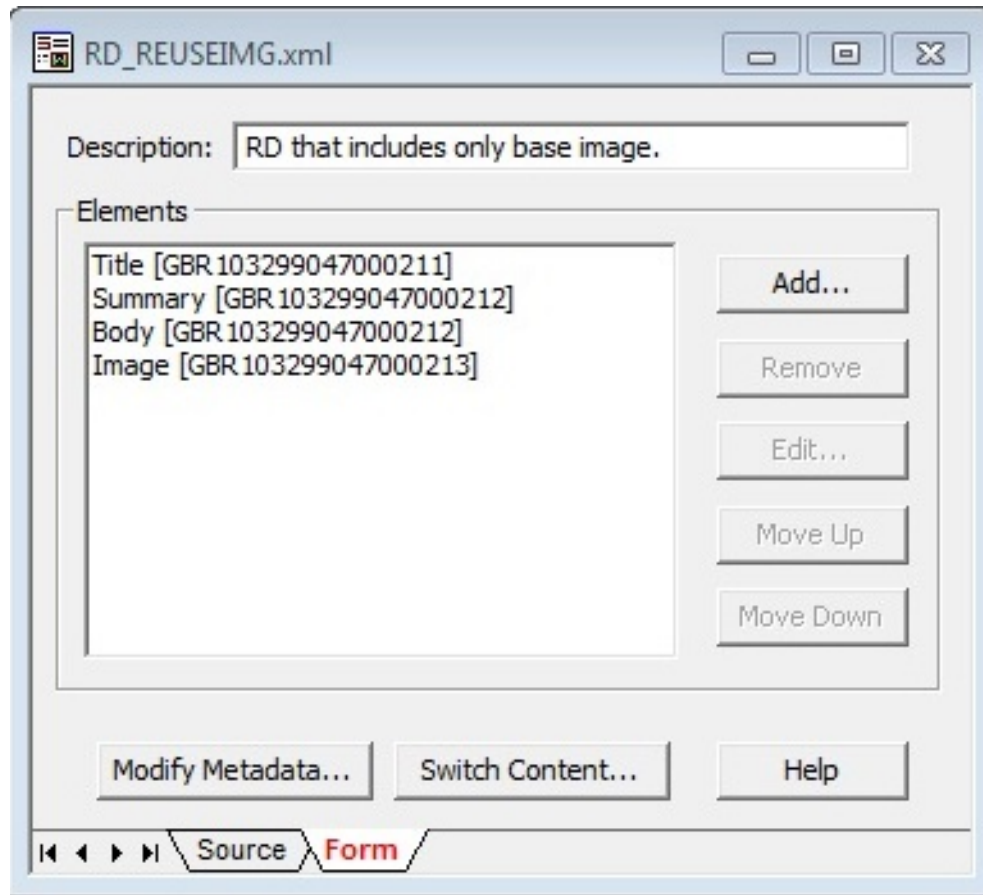 RD_REUSEIMG.xml
Description: RD that includes only base image.
Elements
Title [GBR103299047000211]
Summary [GBR103299047000212]
Body [GBR103299047000212]
Image [GBR103299047000213]
Add...
Remove
Edit...
Move Up
Move Down
Modify Metadata... Switch Content... Help
Source Form